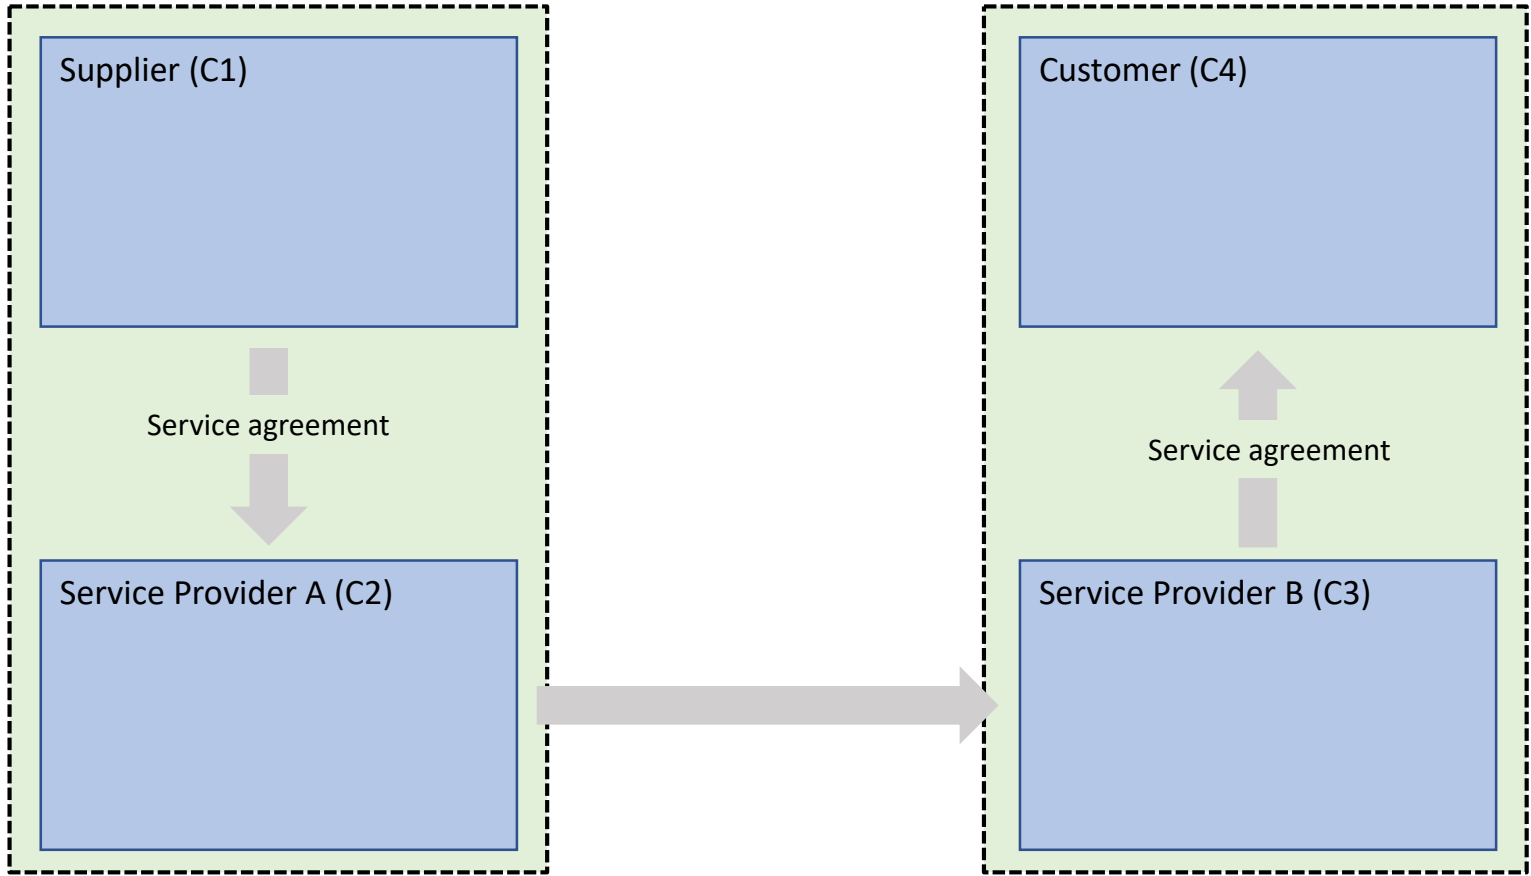 Supplier (C1)
Customer (C4)
Service agreement
Service agreement
Service Provider A (C2)
Service Provider B (C3)